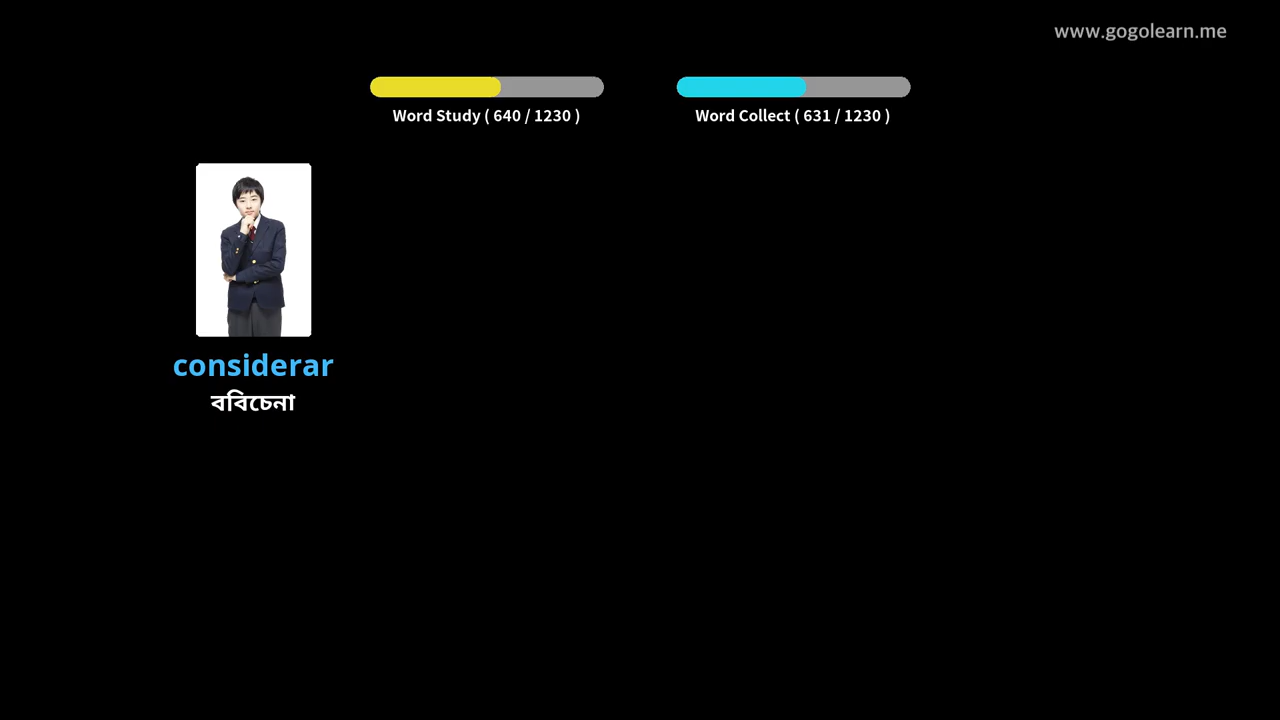 www.gogolearn.me
Word Study ( 640 / 1230 )
Word Collect ( 631 / 1230 )
considerar
ববিচেনা